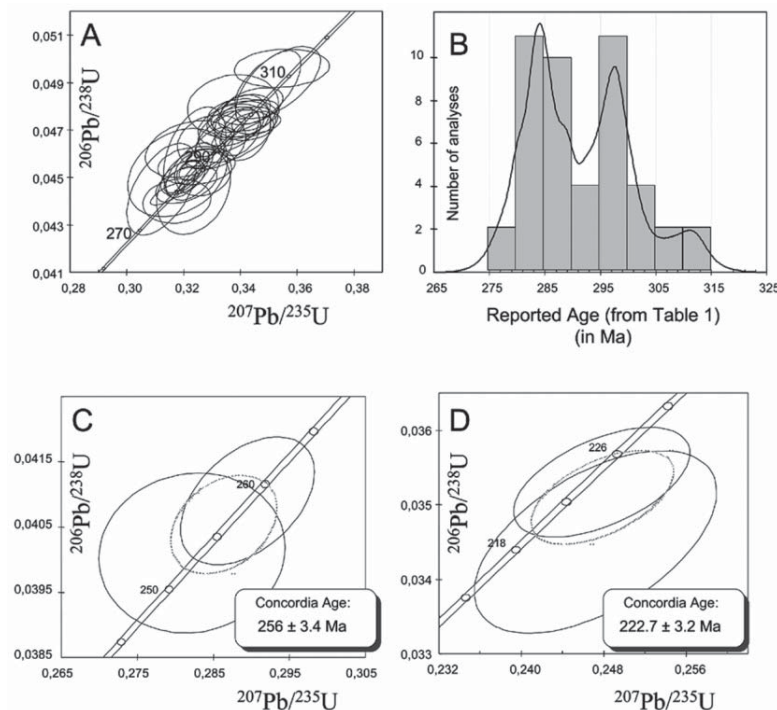 A
0,051
0,049
0,047
0,045
0,043
0,041
206Pb/238U
310
290
270
0,28
0,30
0,32
0,34
0,36
0,38
207Pb/235U
B
10
8
6
4
2
0
Number of analyses
265
275
285
295
305
315
325
Reported Age (from Table 1)
(in Ma)
C
0,0415
0,0405
0,0395
0,0385
206Pb/238U
260
250
Concordia Age:
256 ± 3.4 Ma
0,265
0,275
0,285
0,295
0,305
207Pb/235U
D
0,036
0,035
0,034
0,033
206Pb/238U
226
218
Concordia Age:
222.7 ± 3.2 Ma
0,232
0,240
0,248
0,256
207Pb/235U